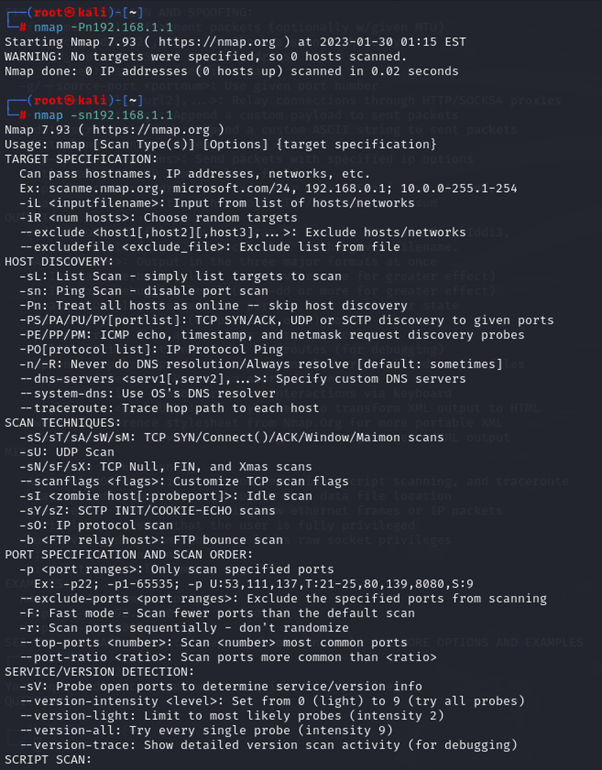 ┌──(root㉿kali)-[~]
└─# nmap -Pn192.168.1.1
Starting Nmap 7.93 ( https://nmap.org ) at 2023-01-30 01:15 EST
WARNING: No targets were specified, so 0 hosts scanned.
Nmap done: 0 IP addresses (0 hosts up) scanned in 0.02 seconds
┌──(root㉿kali)-[~]
└─# nmap -sn192.168.1.1
Nmap 7.93 ( https://nmap.org )
Usage: nmap [Scan Type(s)] [Options] {target specification}
TARGET SPECIFICATION:
  Can pass hostnames, IP addresses, networks, etc.
  Ex: scanme.nmap.org, microsoft.com/24, 192.168.0.1; 10.0.0-255.1-254
  -iL <inputfilename>: Input from list of hosts/networks
  -iR <num hosts>: Choose random targets
  --exclude <host1[,host2][,host3],...>: Exclude hosts/networks
  --excludefile <exclude_file>: Exclude list from file
HOST DISCOVERY:
  -sL: List Scan - simply list targets to scan
  -sn: Ping Scan - disable port scan
  -Pn: Treat all hosts as online -- skip host discovery
  -PS/PA/PU/PY[portlist]: TCP SYN/ACK, UDP or SCTP discovery to given ports
  -PE/PP/PM: ICMP echo, timestamp, and netmask request discovery probes
  -PO[protocol list]: IP Protocol Ping
  -n/-R: Never do DNS resolution/Always resolve [default: sometimes]
  --dns-servers <serv1[,serv2],...>: Specify custom DNS servers
  --system-dns: Use OS's DNS resolver
  --traceroute: Trace hop path to each host
SCAN TECHNIQUES:
  -sS/sT/sA/sW/sM: TCP SYN/Connect()/ACK/Window/Maimon scans
  -sU: UDP Scan
  -sN/sF/sX: TCP Null, FIN, and Xmas scans
  --scanflags <flags>: Customize TCP scan flags
  -sI <zombie host[:probeport]>: Idle scan
  -sY/sZ: SCTP INIT/COOKIE-ECHO scans
  -sO: IP protocol scan
  -b <FTP relay host>: FTP bounce scan
PORT SPECIFICATION AND SCAN ORDER:
  -p <port ranges>: Only scan specified ports
    Ex: -p22; -p1-65535; -p U:53,111,137,T:21-25,80,139,8080,S:9
  --exclude-ports <port ranges>: Exclude the specified ports from scanning
  -F: Fast mode - Scan fewer ports than the default scan
  -r: Scan ports sequentially - don't randomize
  --top-ports <number>: Scan <number> most common ports
  --port-ratio <ratio>: Scan ports more common than <ratio>
SERVICE/VERSION DETECTION:
  -sV: Probe open ports to determine service/version info
  --version-intensity <level>: Set from 0 (light) to 9 (try all probes)
  --version-light: Limit to most likely probes (intensity 2)
  --version-all: Try every single probe (intensity 9)
  --version-trace: Show detailed version scan activity (for debugging)
SCRIPT SCAN: